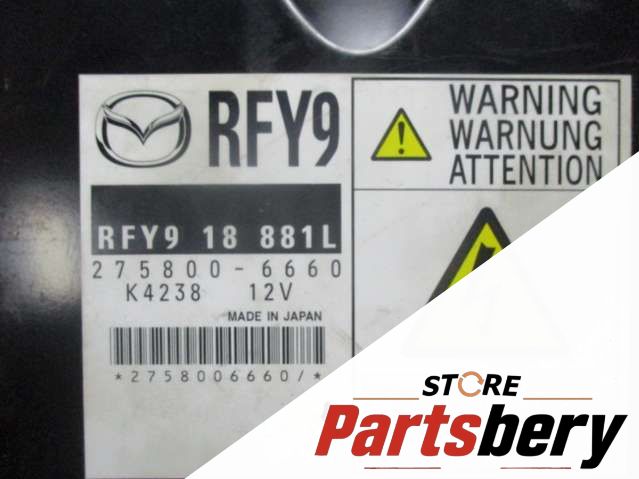 RFY9
RFY9 18 881L
275800-6660
K4238 12V
MADE IN JAPAN
*2758006660/*
WARNING
WARNUNG
ATTENTION
STORE
Partsbery